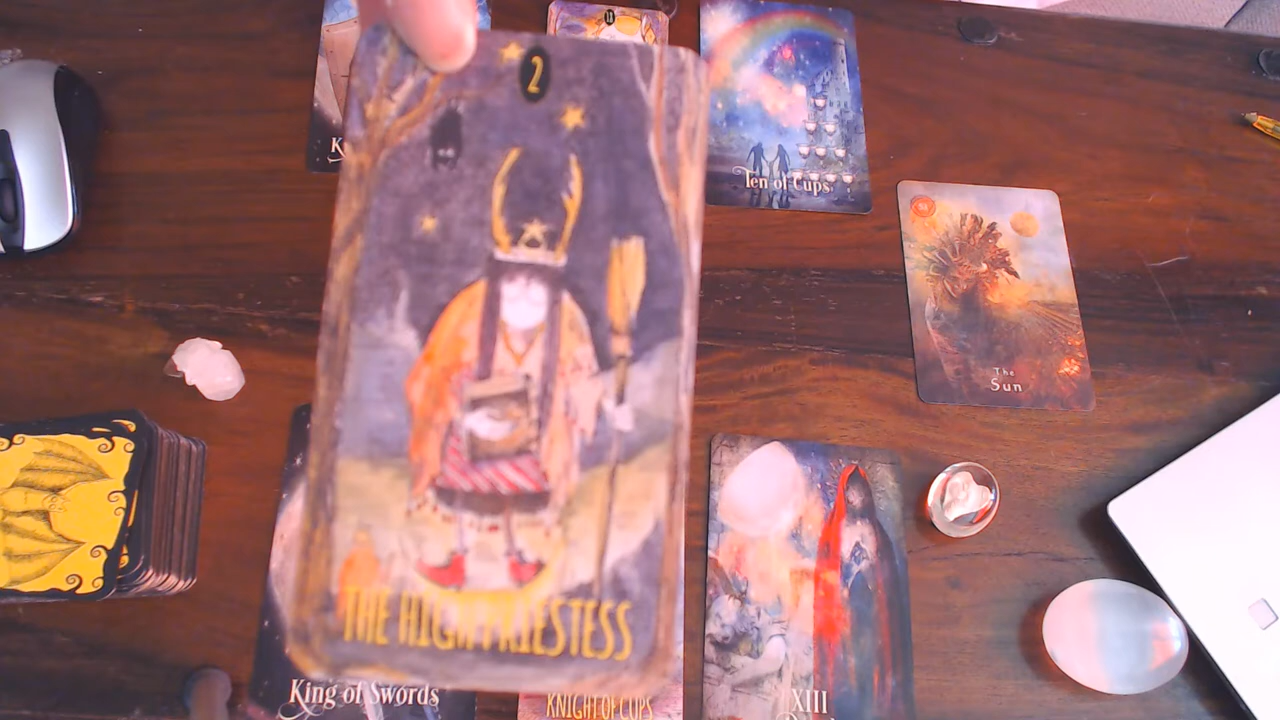 2
THE HIGH PRIESTESS
K
Ten of Cups
The
Sun
King of Swords
KNIGHT OF CUPS
XIII